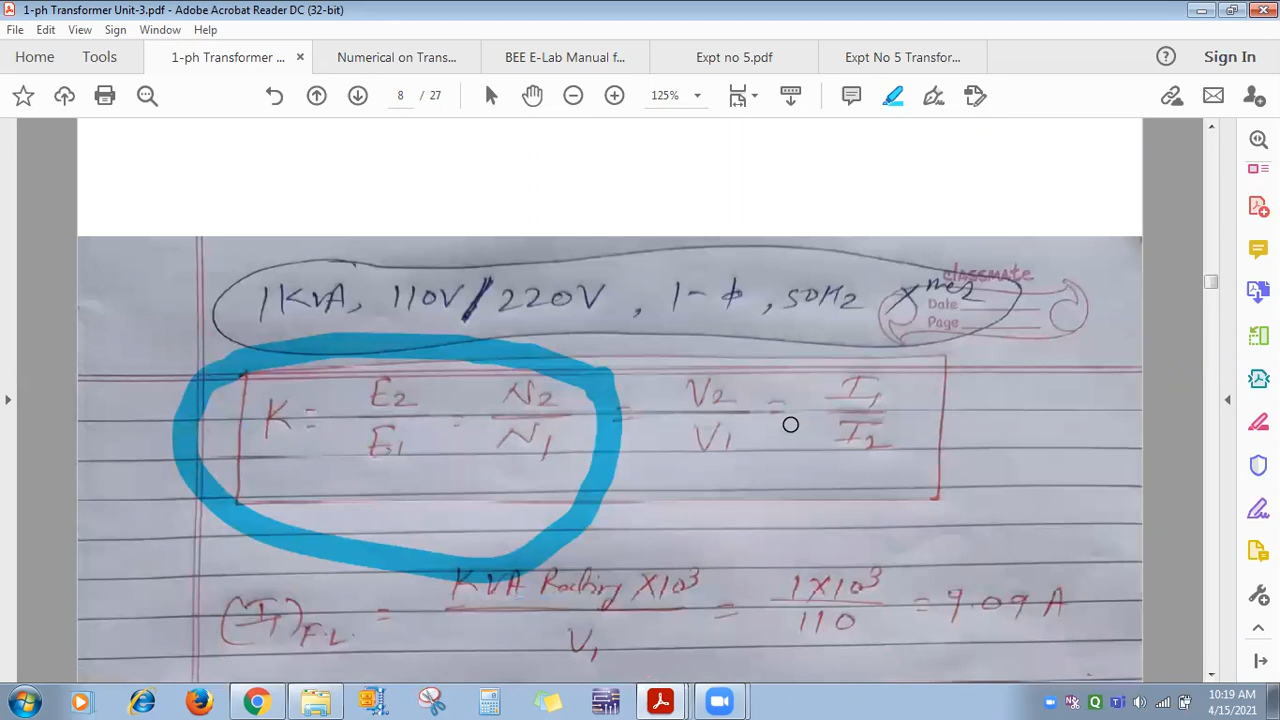 1-ph Transformer Unit-3.pdf - Adobe Acrobat Reader DC (32-bit)
File Edit View Sign Window Help
Home Tools 1-ph Transformer ... × Numerical on Trans... BEE E-Lab Manual f... Expt no 5.pdf Expt No 5 Transfor... Sign In
8 / 27 125%
classmate
Date
Page
1KVA, 110V/220V, 1-ϕ, 50Hz Xmer
K = E2/E1 = N2/N1 = V2/V1 = I1/I2
(I1)F.L. = KVA Rating X10³ / V1 = 1X10³ / 110 = 9.09 A
10:19 AM
4/15/2021